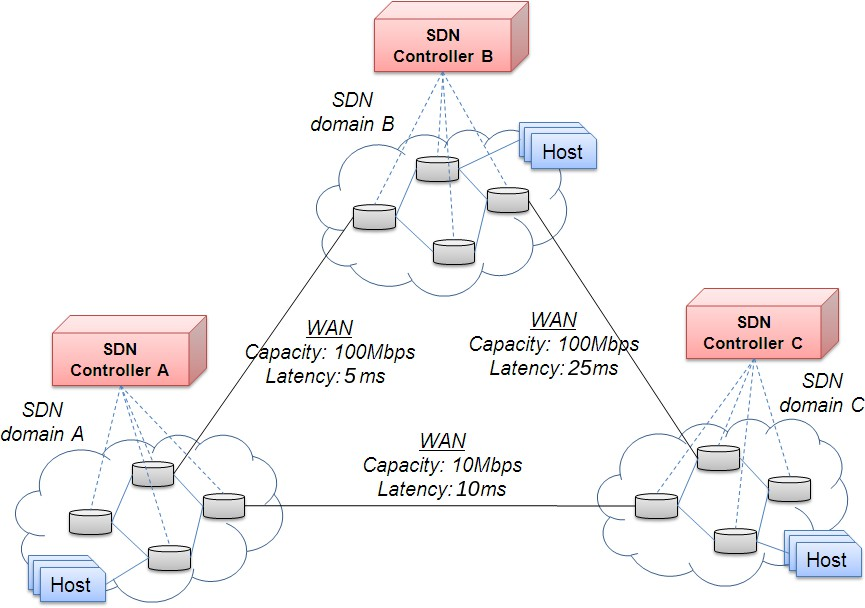 SDN
Controller B
SDN
domain B
Host
WAN
Capacity: 100Mbps
Latency: 5 ms
WAN
Capacity: 100Mbps
Latency: 25ms
SDN
Controller A
SDN
Controller C
SDN
domain A
SDN
domain C
WAN
Capacity: 10Mbps
Latency: 10ms
Host
Host